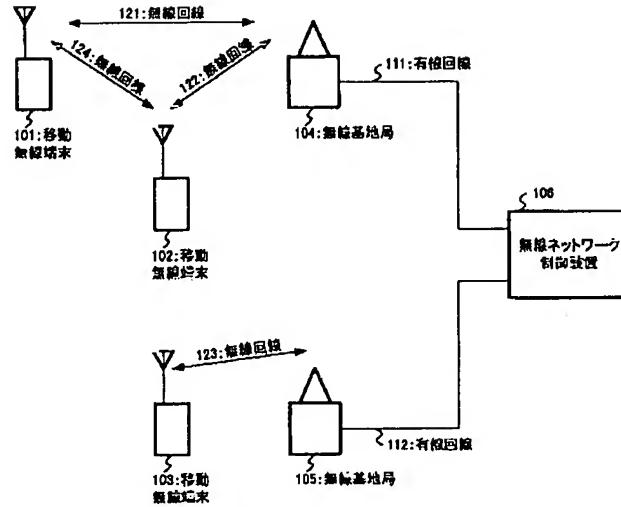 121:無線回線
124:無線回線
122:無線回線
111:有線回線
101:移動
無線端末
104:無線基地局
106
無線ネットワーク
制御装置
102:移動
無線端末
123:無線回線
103:移動
無線端末
105:無線基地局
112:有線回線